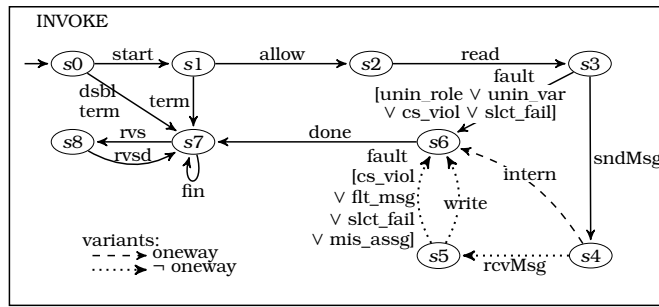 INVOKE
s0
start
s1
allow
s2
read
s3
dsbl
term
term
fault
[unin_role ∨ unin_var
∨ cs_viol ∨ slct_fail]
s8
rvs
s7
done
s6
rvsd
fin
fault
[cs_viol
∨ flt_msg
∨ slct_fail
∨ mis_assg]
write
intern
sndMsg
variants:
oneway
¬ oneway
s5
rcvMsg
s4